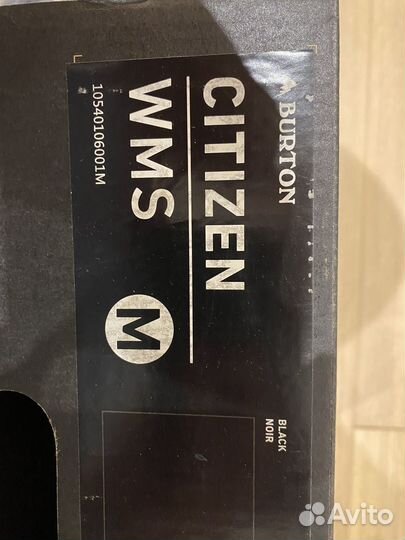 BURTON
CITIZEN
WMS
M
10540106001M
BLACK
NOIR
Avito